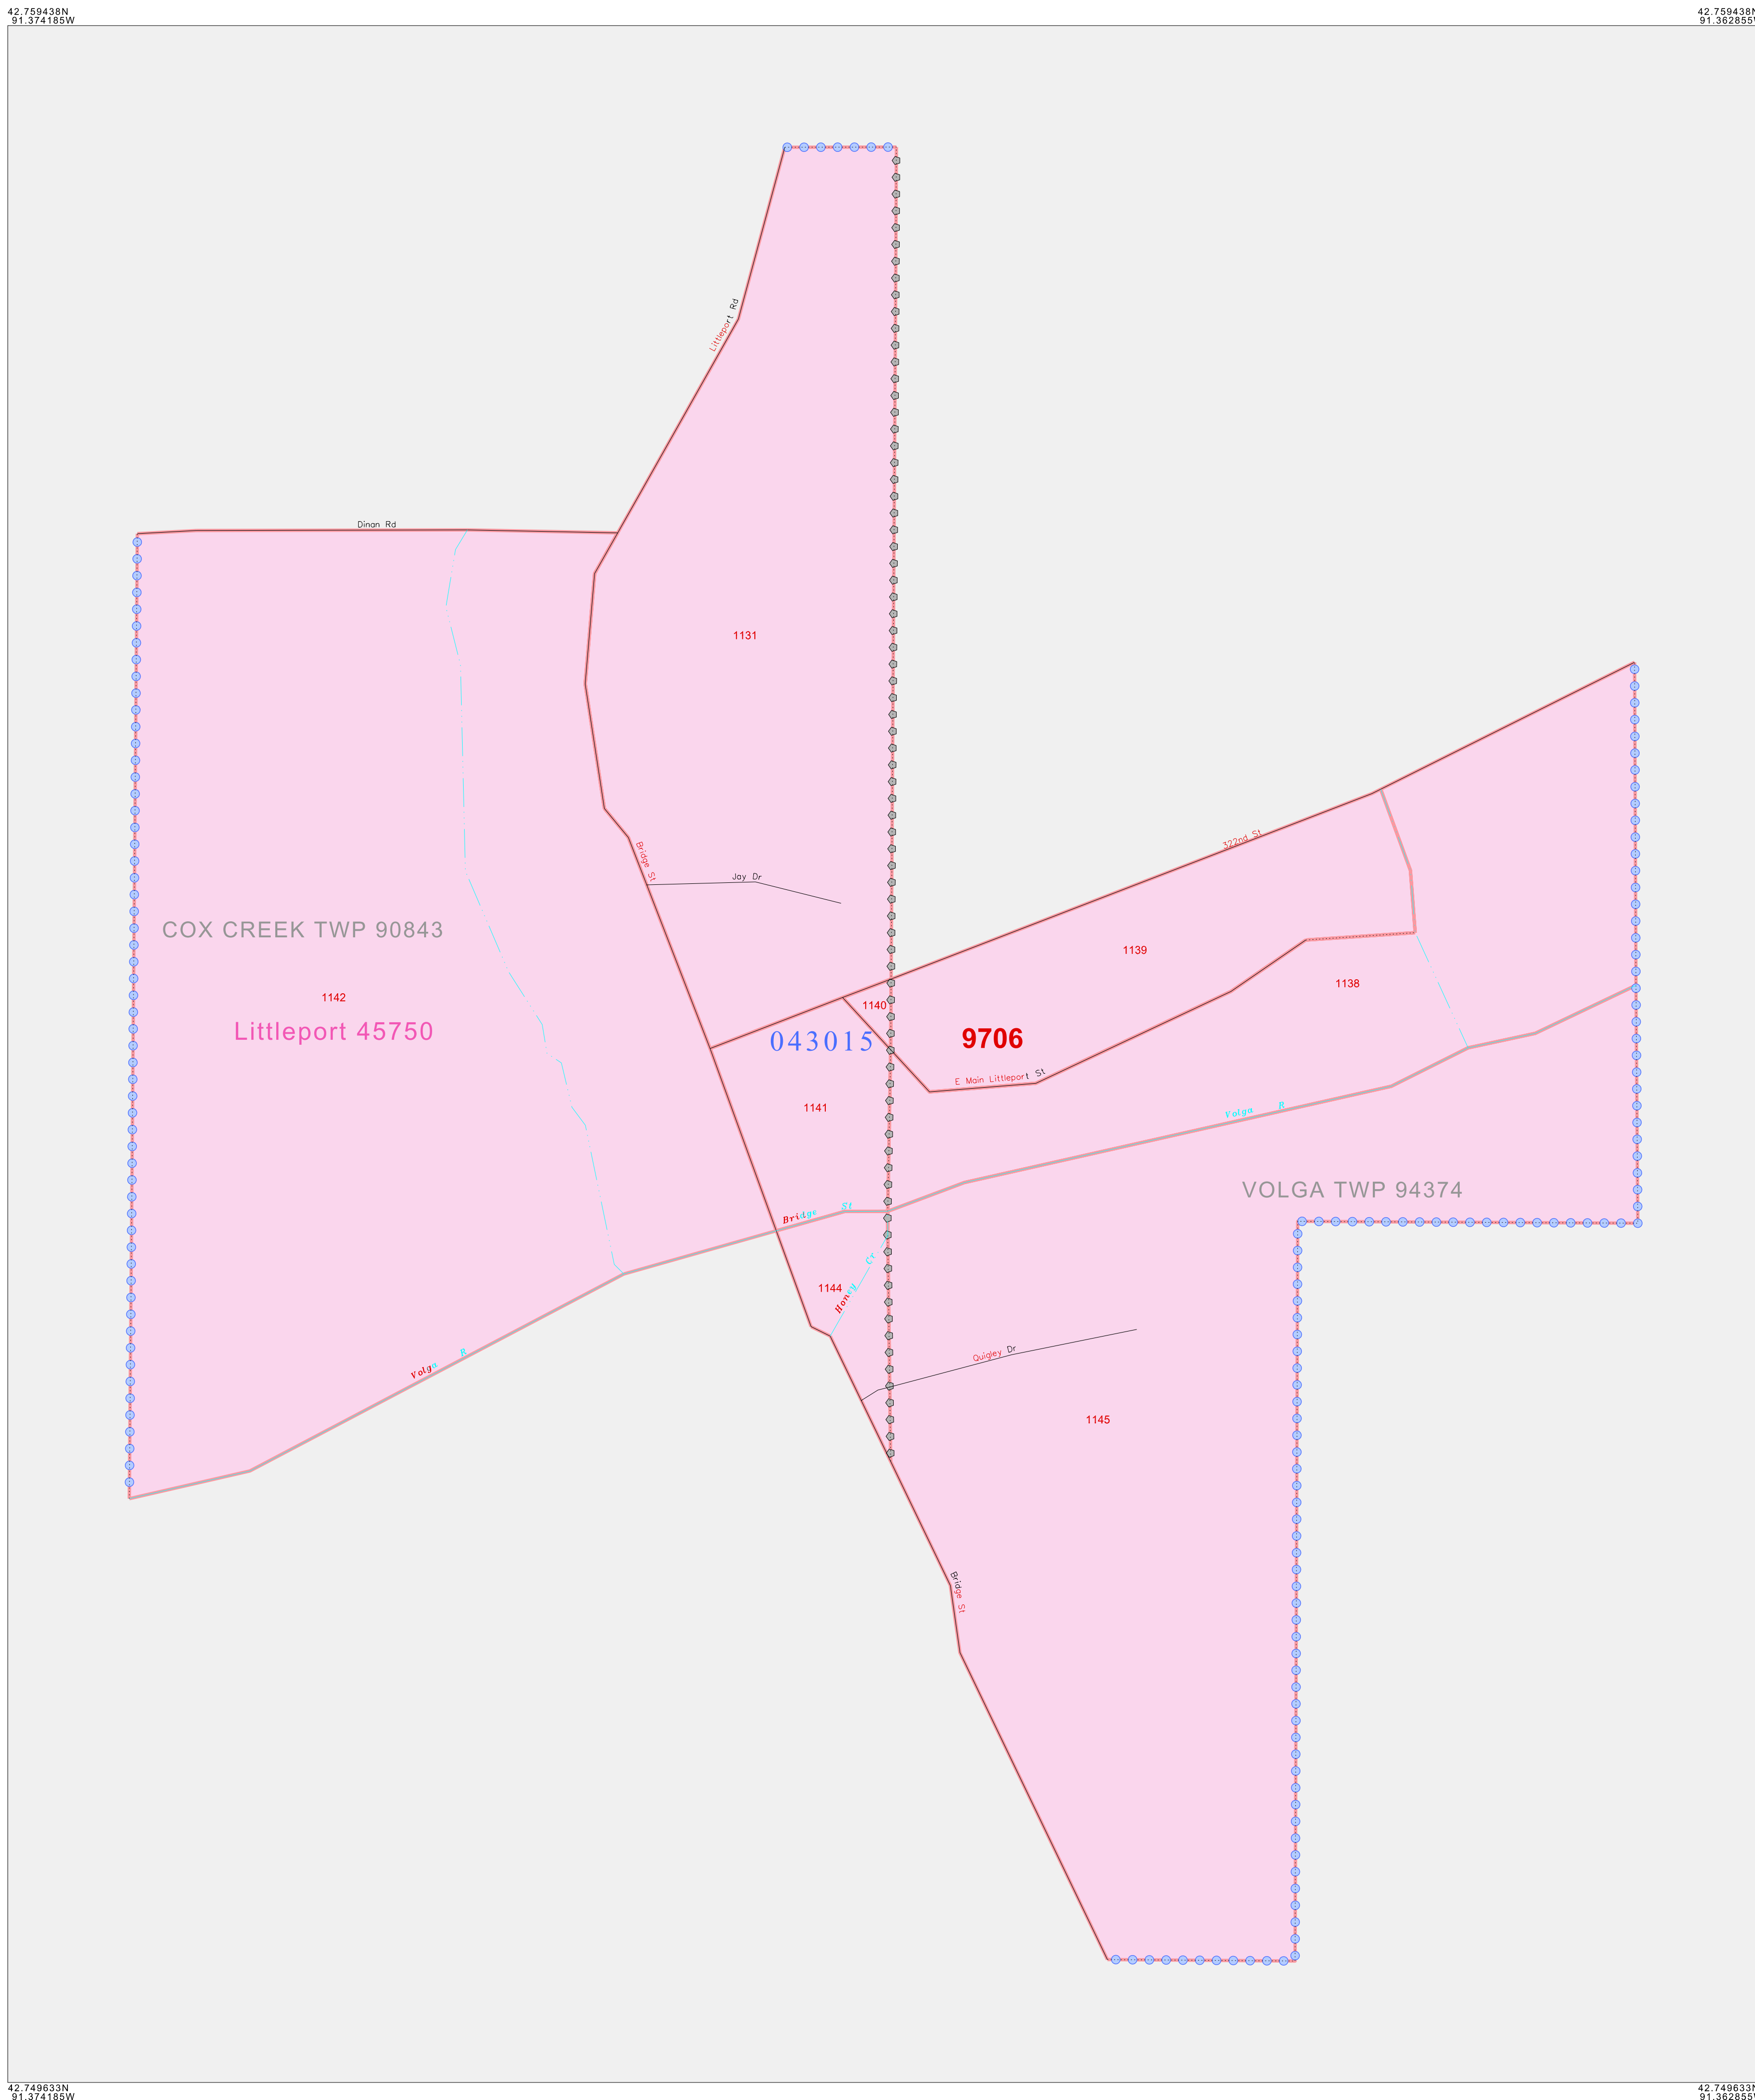 42.759438N
91.374185W
42.759438N
91.362855W
Littleport Rd
Dinan Rd
1131
322nd St
Bridge St
Jay Dr
COX CREEK TWP 90843
1139
1138
1142
1140
Littleport 45750
043015
9706
E Main Littleport St
1141
Volga R
VOLGA TWP 94374
Bridge St
Honey Cr
1144
Volga R
Quigley Dr
1145
Bridge St
42.749633N
91.374185W
42.749633N
91.362855W